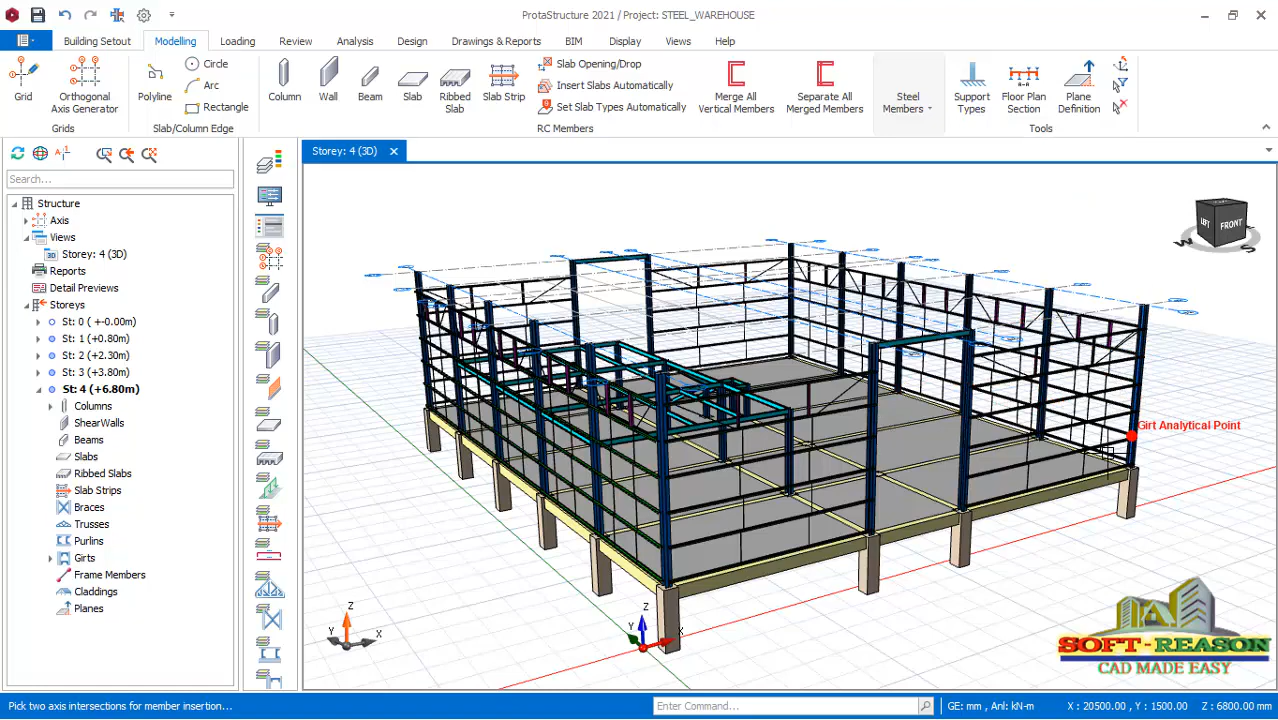 ProtaStructure 2021 / Project: STEEL_WAREHOUSE
Building Setout
Modelling
Loading
Review
Analysis
Design
Drawings & Reports
BIM
Display
Views
Help
Grid
Orthogonal
Axis Generator
Grids
Polyline
Circle
Arc
Rectangle
Slab/Column Edge
Column
Wall
Beam
Slab
Ribbed
Slab
Slab Strip
Slab Opening/Drop
Insert Slabs Automatically
Set Slab Types Automatically
RC Members
Merge All
Vertical Members
Separate All
Merged Members
Steel
Members
Support
Types
Floor Plan
Section
Plane
Definition
Tools
Search...
Structure
Axis
Views
Storey: 4 (3D)
Reports
Detail Previews
Storeys
St: 0 ( +-0.00m)
St: 1 (+0.80m)
St: 2 (+2.30m)
St: 3 (+3.80m)
St: 4 (+6.80m)
Columns
ShearWalls
Beams
Slabs
Ribbed Slabs
Slab Strips
Braces
Trusses
Purlins
Girts
Frame Members
Claddings
Planes
Storey: 4 (3D)
LEFT
FRONT
W
S
Girt Analytical Point
Z
Y
X
Z
Y
X
SOFT-REASON
CAD MADE EASY
Pick two axis intersections for member insertion...
Enter Command...
GE: mm , Anl: kN-m
X : 20500.00 , Y : 1500.00
Z : 6800.00 mm